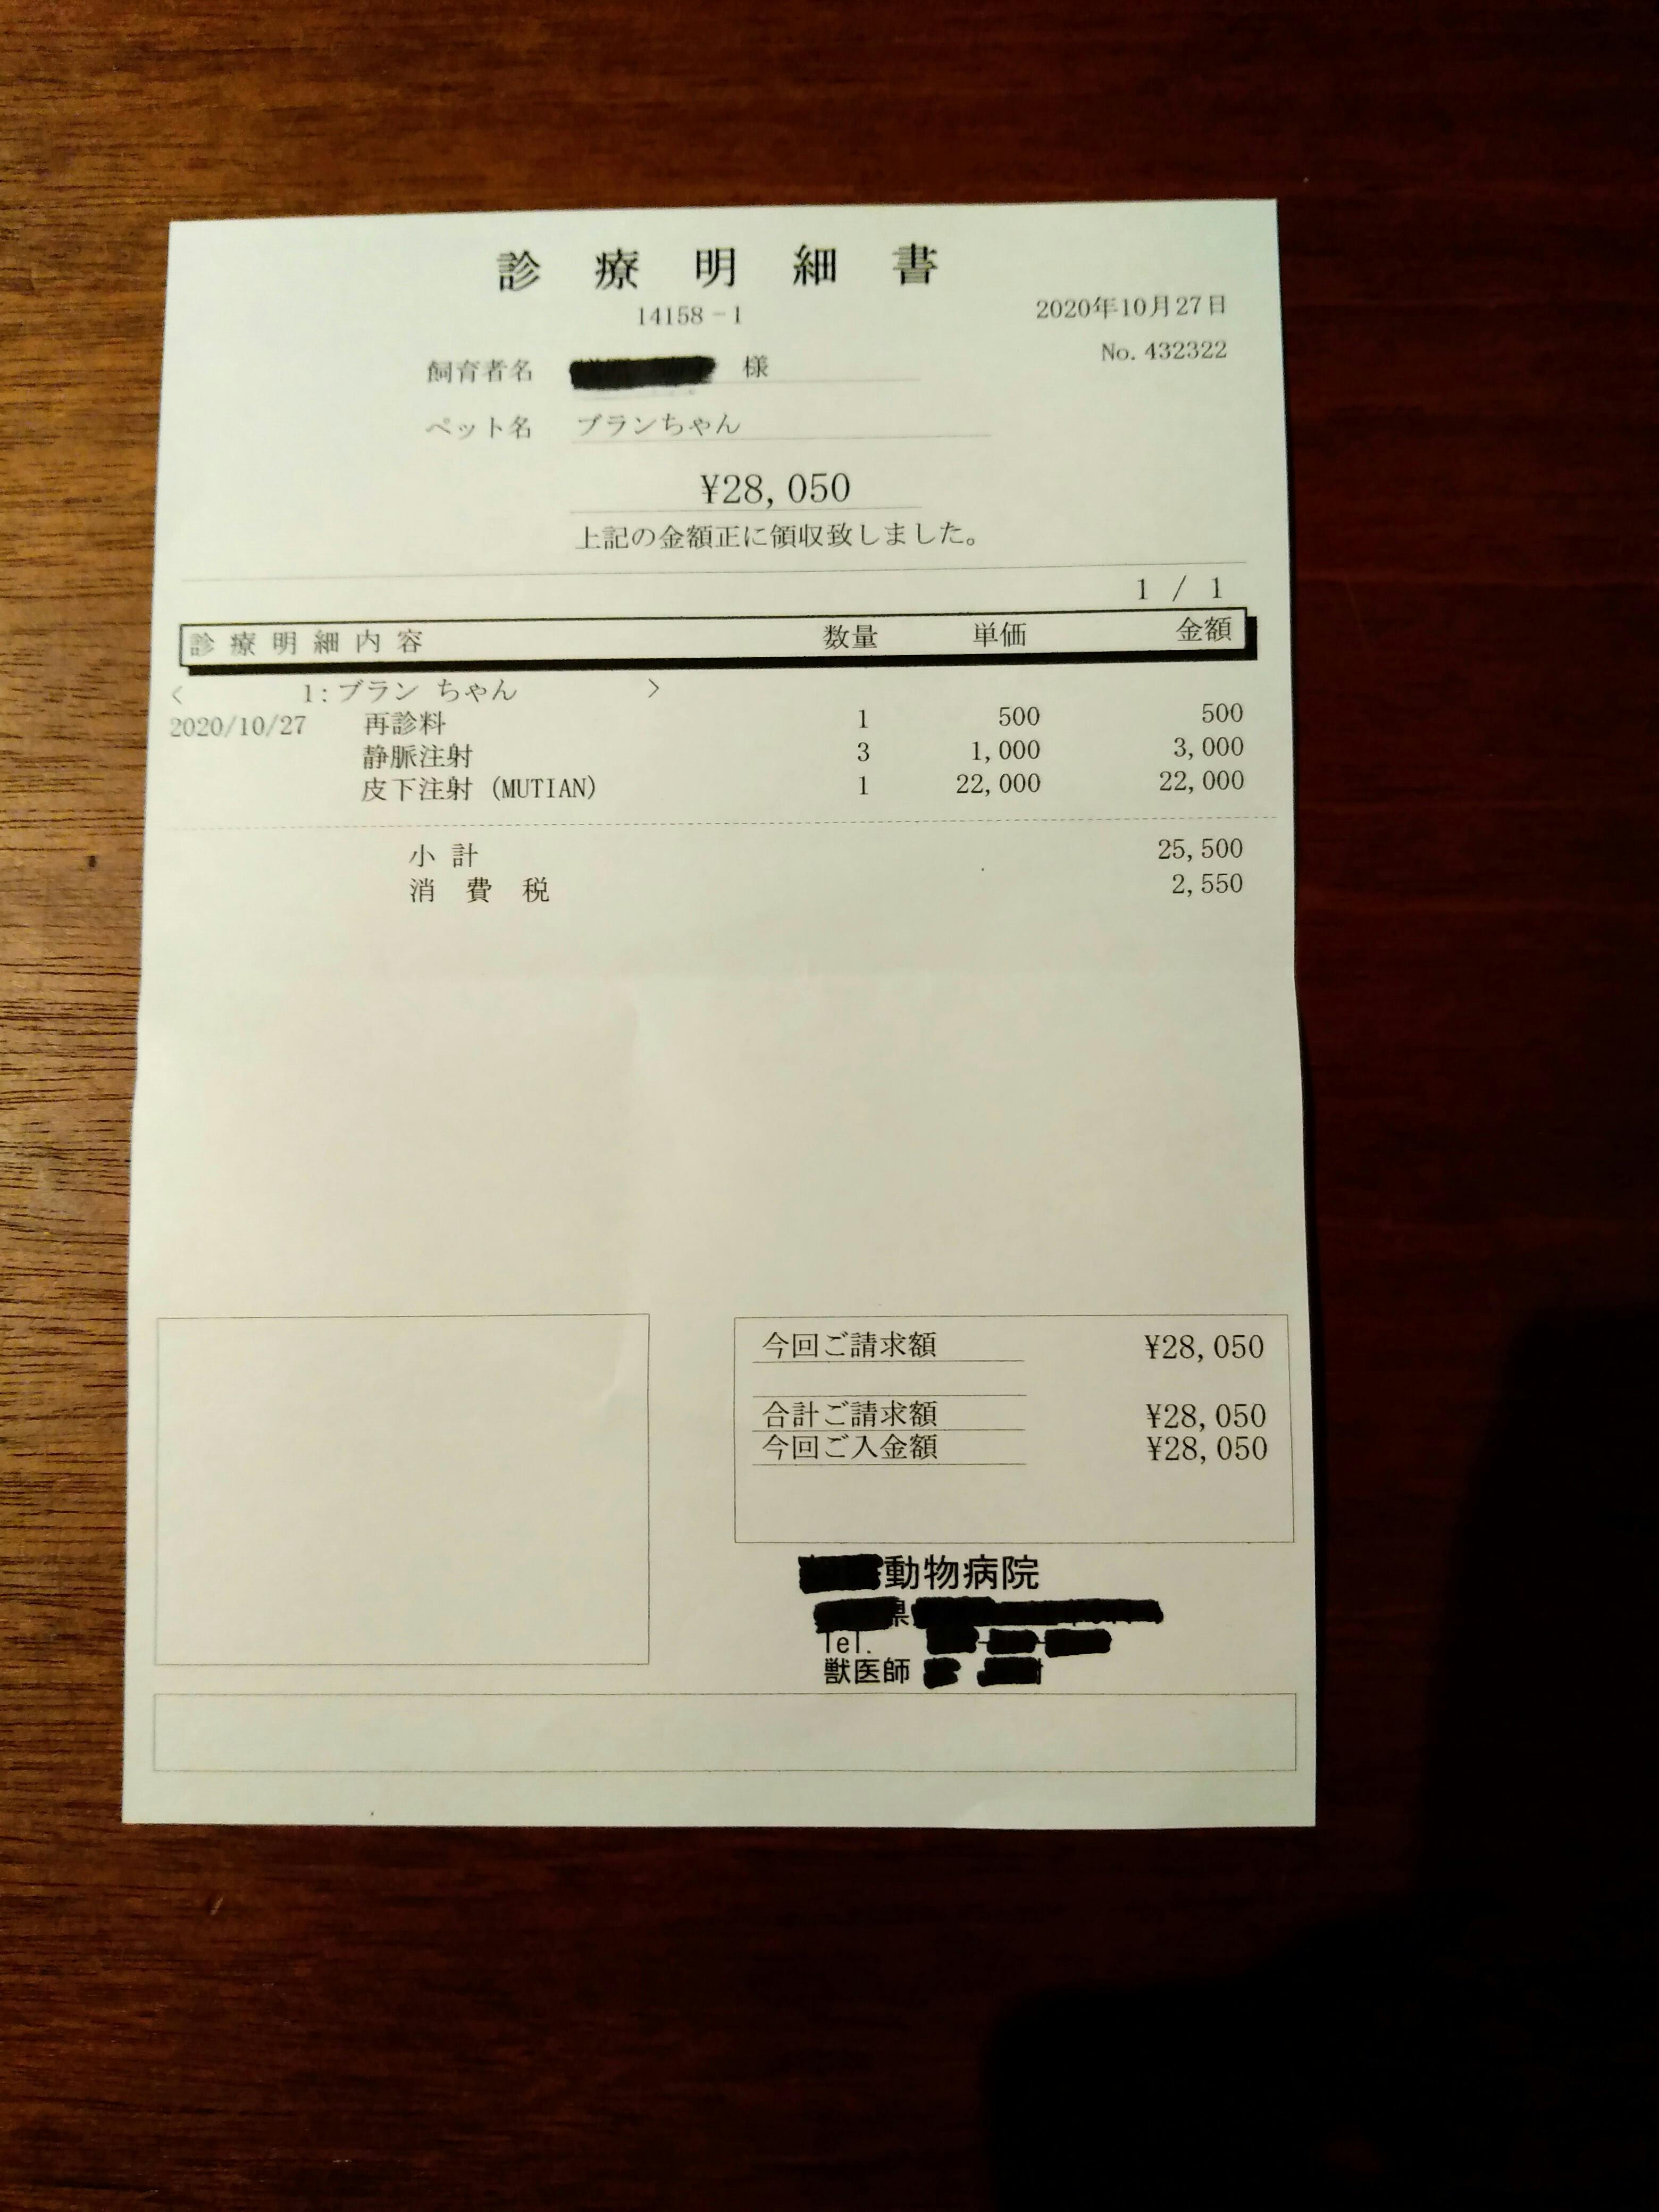 診療明細書
14158-1
2020年10月27日
No. 432322
飼育者名 様
ペット名 ブランちゃん
¥28,050
上記の金額正に領収致しました。
1 / 1
診療明細内容 数量 単価 金額
< 1:ブラン ちゃん >
2020/10/27 再診料 1 500 500
静脈注射 3 1,000 3,000
皮下注射 (MUTIAN) 1 22,000 22,000
小計 25,500
消費税 2,550
今回ご請求額 ¥28,050
合計ご請求額 ¥28,050
今回ご入金額 ¥28,050
動物病院
県
Tel.
獣医師